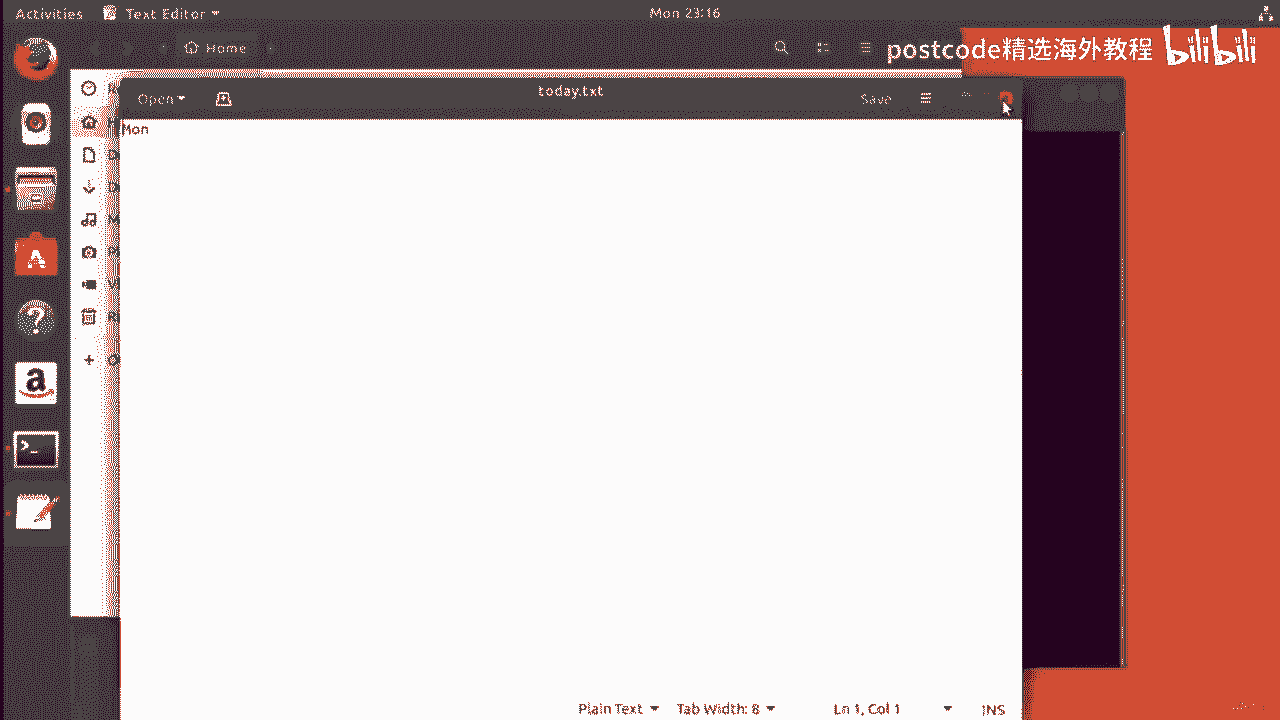 Activities Text Editor Mon 23:16
Home
postcode精选海外教程 bilibili
Open today.txt Save
Mon
Plain Text Tab Width: 8 Ln 1, Col 1 INS